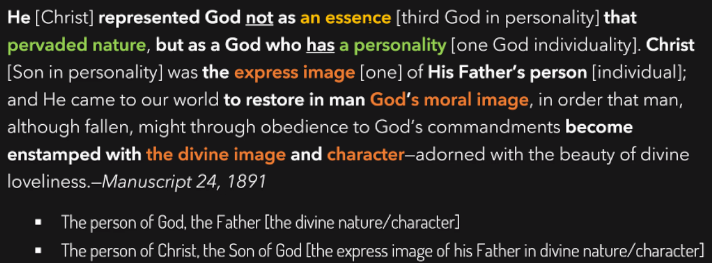 He [Christ] represented God not as an essence [third God in personality] that
pervaded nature, but as a God who has a personality [one God individuality]. Christ
[Son in personality] was the express image [one] of His Father's person [individual];
and He came to our world to restore in man God's moral image, in order that man,
although fallen, might through obedience to God's commandments become
enstamped with the divine image and character—adorned with the beauty of divine
loveliness.—Manuscript 24, 1891
▪ The person of God, the Father [the divine nature/character]
▪ The person of Christ, the Son of God [the express image of his Father in divine nature/character]